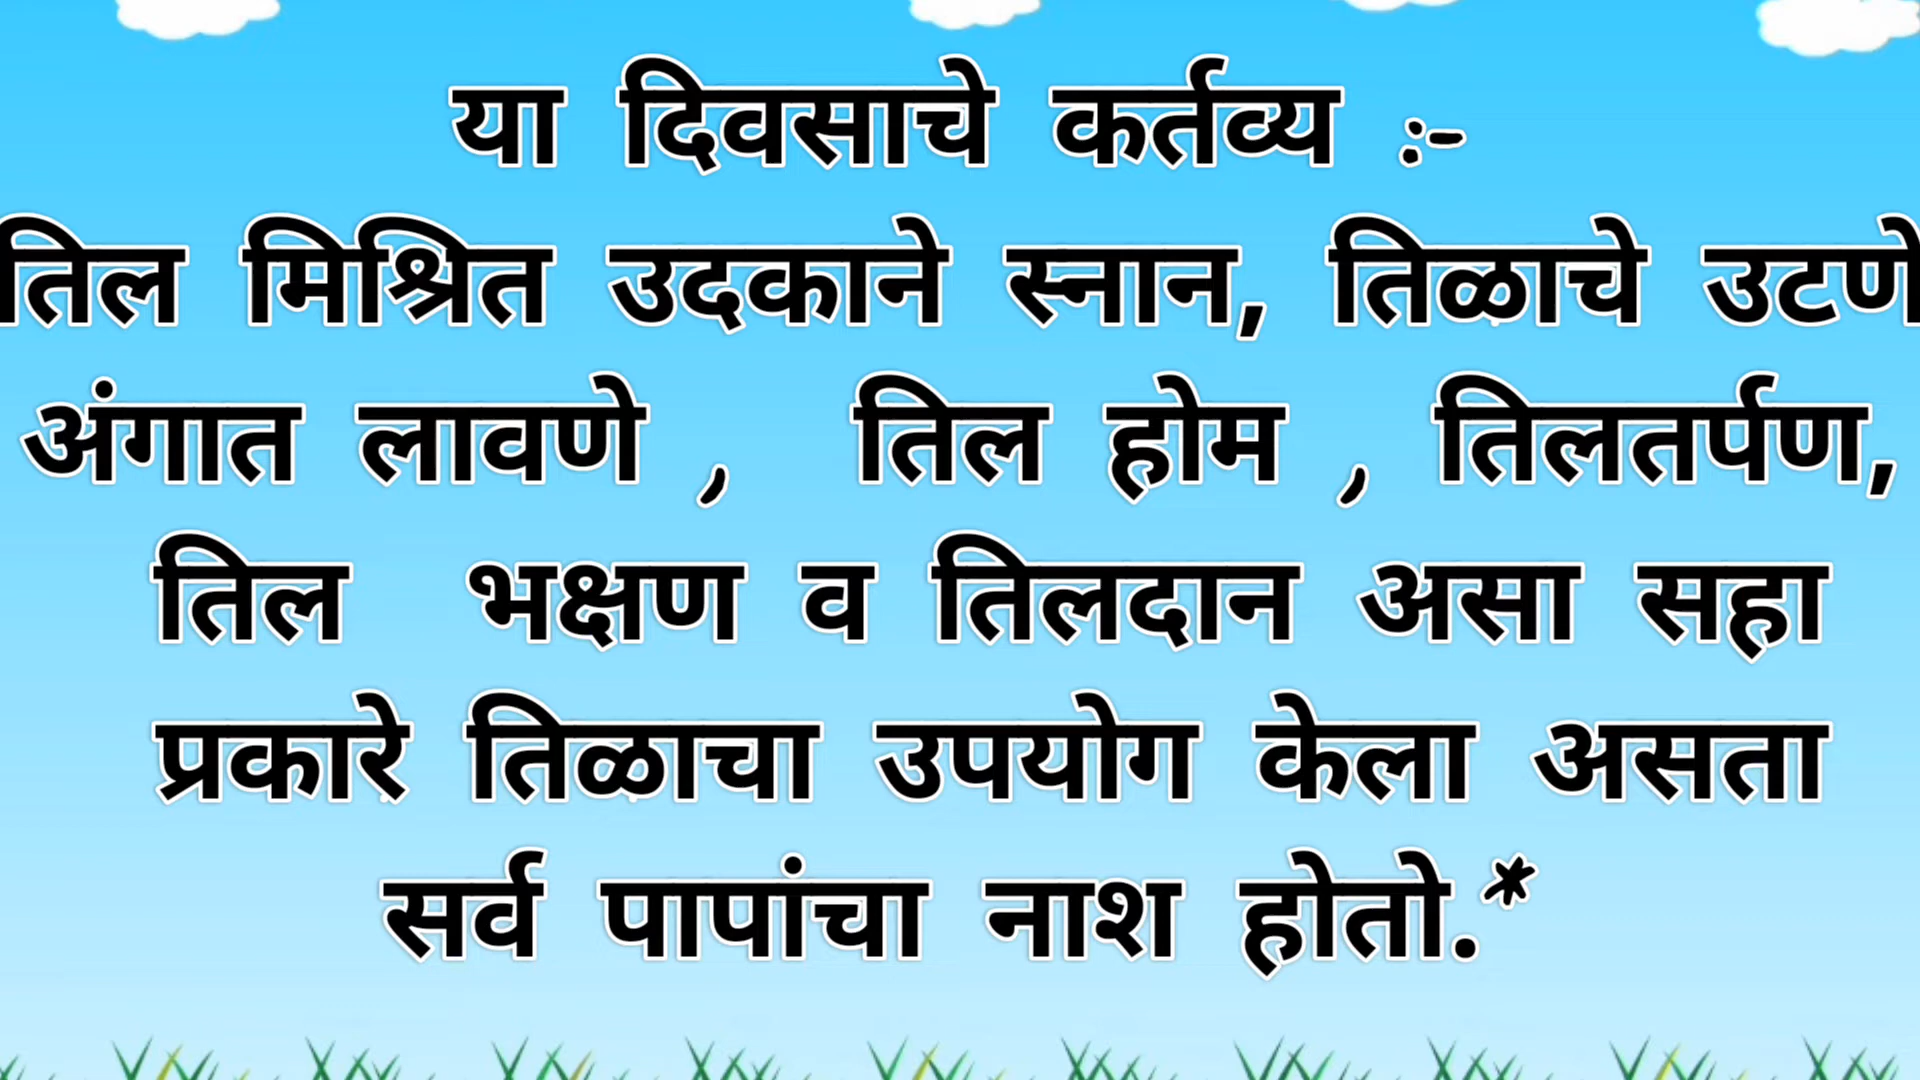 या दिवसाचे कर्तव्य :-
तिल मिश्रित उदकाने स्नान, तिळाचे उटणे
अंगात लावणे , तिल होम , तिलतर्पण,
तिल भक्षण व तिलदान असा सहा
प्रकारे तिळाचा उपयोग केला असता
सर्व पापांचा नाश होतो.*